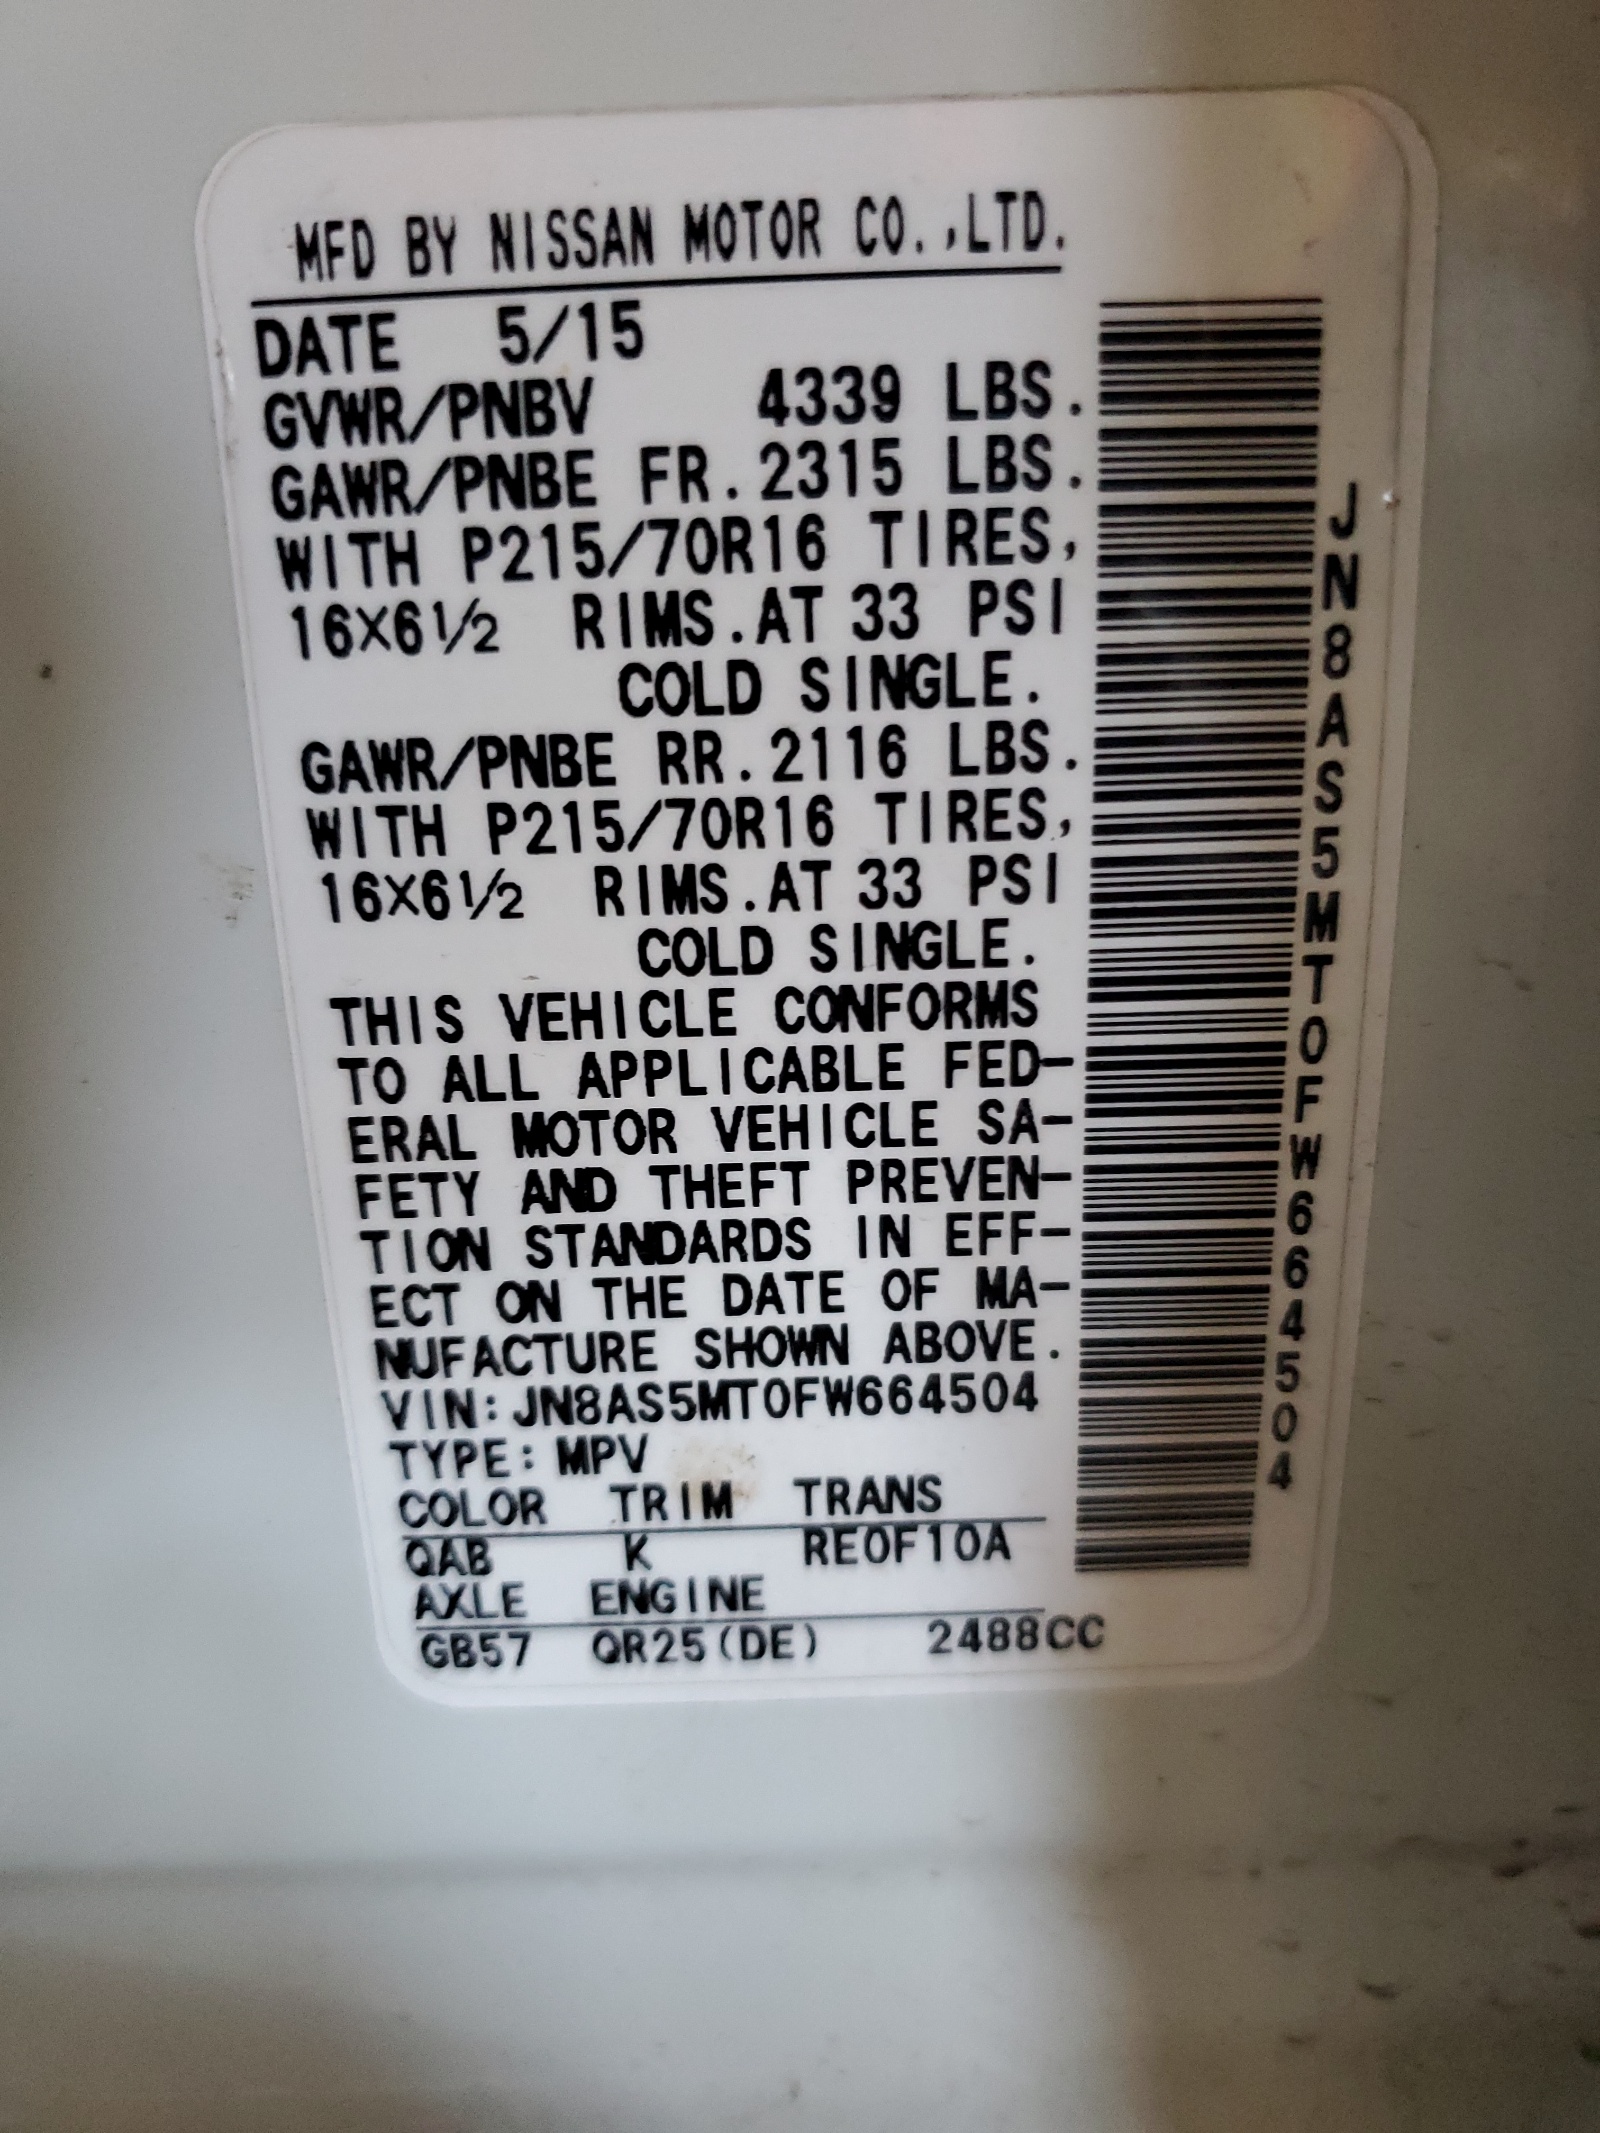 MFD BY NISSAN MOTOR CO.,LTD.
DATE 5/15
GVWR/PNBV 4339 LBS.
GAWR/PNBE FR.2315 LBS.
WITH P215/70R16 TIRES,
16X6½ RIMS.AT 33 PSI
COLD SINGLE.
GAWR/PNBE RR.2116 LBS.
WITH P215/70R16 TIRES,
16X6½ RIMS.AT 33 PSI
COLD SINGLE.
THIS VEHICLE CONFORMS
TO ALL APPLICABLE FED-
ERAL MOTOR VEHICLE SA-
FETY AND THEFT PREVEN-
TION STANDARDS IN EFF-
ECT ON THE DATE OF MA-
NUFACTURE SHOWN ABOVE.
VIN:JN8AS5MT0FW664504
TYPE:MPV
COLOR TRIM TRANS
QAB K RE0F10A
AXLE ENGINE
GB57 QR25(DE) 2488CC
JN8AS5MT0FW664504